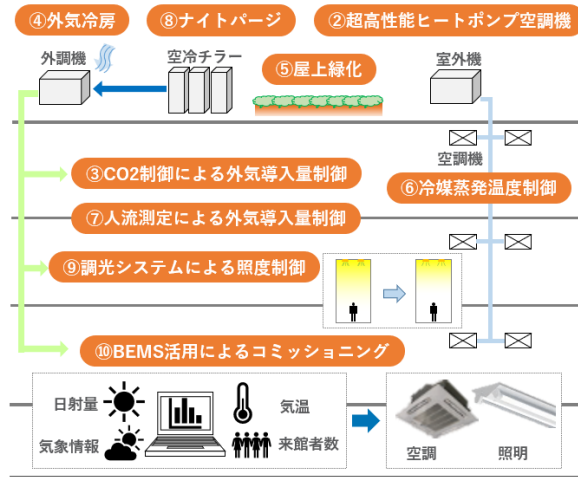 ④外気冷房
⑧ナイトパージ
②超高性能ヒートポンプ空調機
外調機
空冷チラー
⑤屋上緑化
室外機
空調機
③CO2制御による外気導入量制御
⑥冷媒蒸発温度制御
⑦人流測定による外気導入量制御
⑨調光システムによる照度制御
⑩BEMS活用によるコミッショニング
日射量
気温
気象情報
来館者数
空調
照明